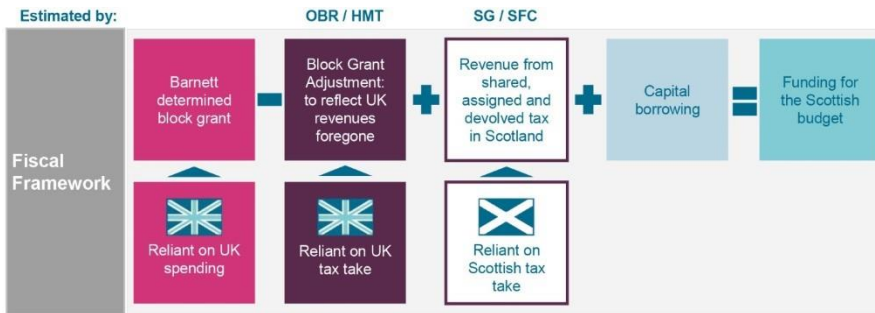 Estimated by:
OBR / HMT
SG / SFC
Fiscal
Framework
Barnett
determined
block grant
Block Grant
Adjustment:
to reflect UK
revenues
foregone
Revenue from
shared,
assigned and
devolved tax
in Scotland
Capital
borrowing
Funding for
the Scottish
budget
Reliant on UK
spending
Reliant on UK
tax take
Reliant on
Scottish tax
take